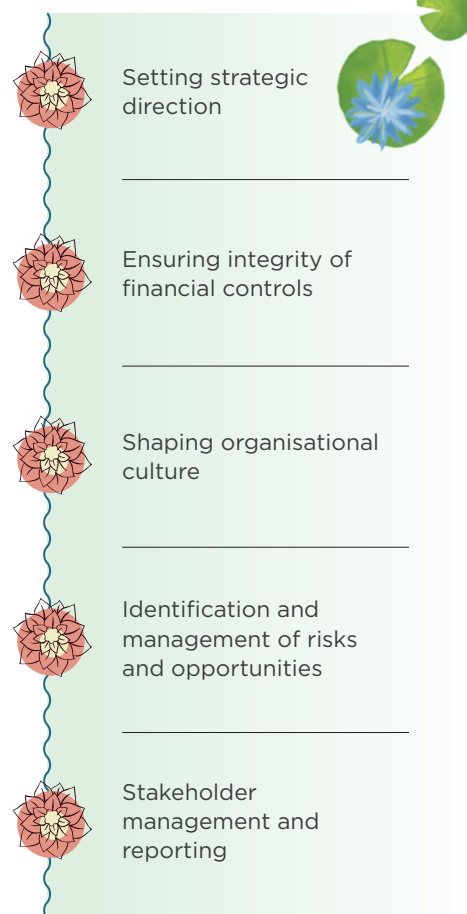 Setting strategic
direction
Ensuring integrity of
financial controls
Shaping organisational
culture
Identification and
management of risks
and opportunities
Stakeholder
management and
reporting